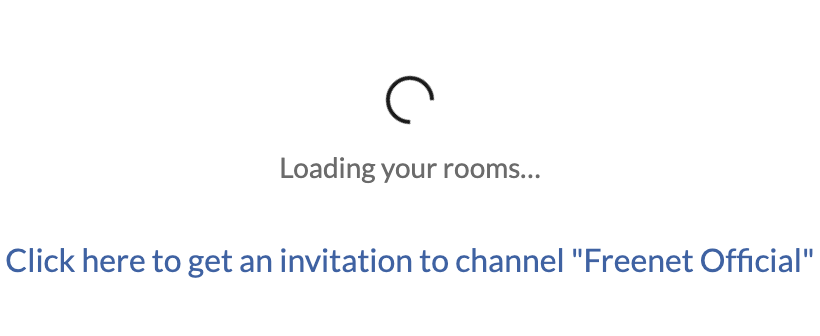 Loading your rooms...
Click here to get an invitation to channel "Freenet Official"